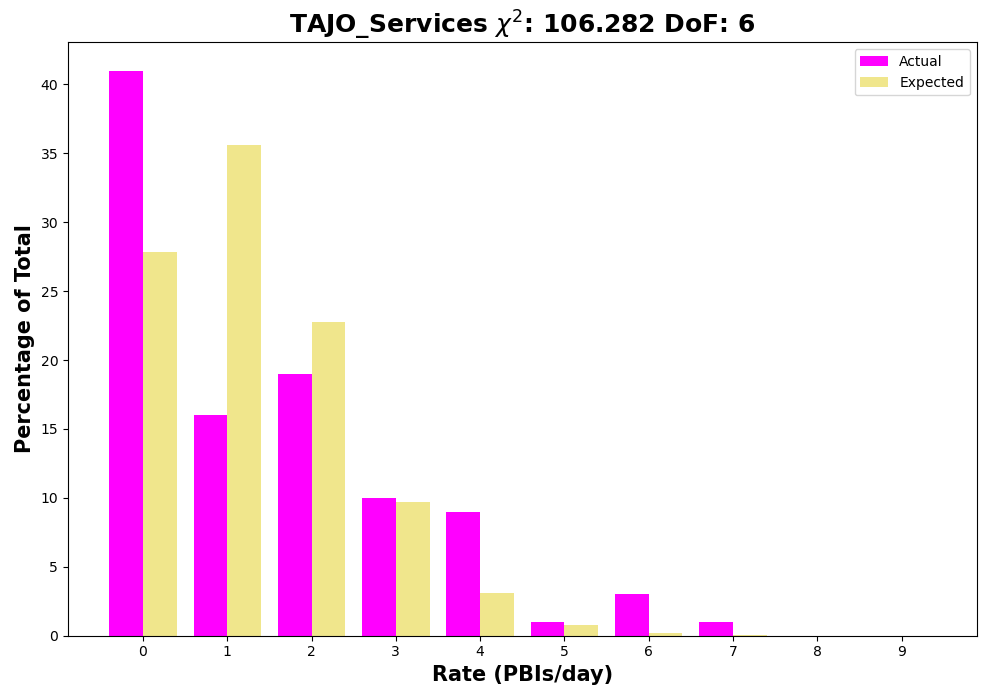 TAJO_Services χ²: 106.282 DoF: 6
Actual
Expected
Percentage of Total
40
35
30
25
20
15
10
5
0
0 1 2 3 4 5 6 7 8 9
Rate (PBIs/day)